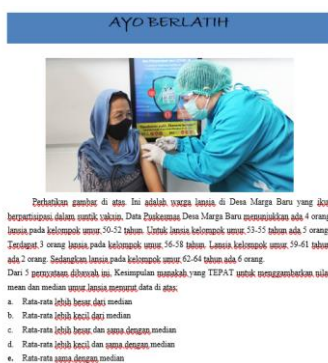 AYO BERLATIH
Perhatikan gambar di atas. Ini adalah warga lansia di Desa Marga Baru yang ikut
berpartisipasi dalam suntik vaksin. Data Puskesmas Desa Marga Baru menunjukkan ada 4 orang
lansia pada kelompok umur 50-52 tahun. Untuk lansia kelompok umur 53-55 tahun ada 5 orang.
Terdapat 3 orang lansia pada kelompok umur 56-58 tahun. Lansia kelompok umur 59-61 tahun
ada 2 orang. Sedangkan lansia pada kelompok umur 62-64 tahun ada 6 orang.
Dari 5 pernyataan dibawah ini. Kesimpulan manakah yang TEPAT untuk menggambarkan nilai
mean dan median umur lansia menurut data di atas:
a. Rata-rata lebih besar dari median
b. Rata-rata lebih kecil dari median
c. Rata-rata lebih besar dan sama dengan median
d. Rata-rata lebih kecil dan sama dengan median
e. Rata-rata sama dengan median